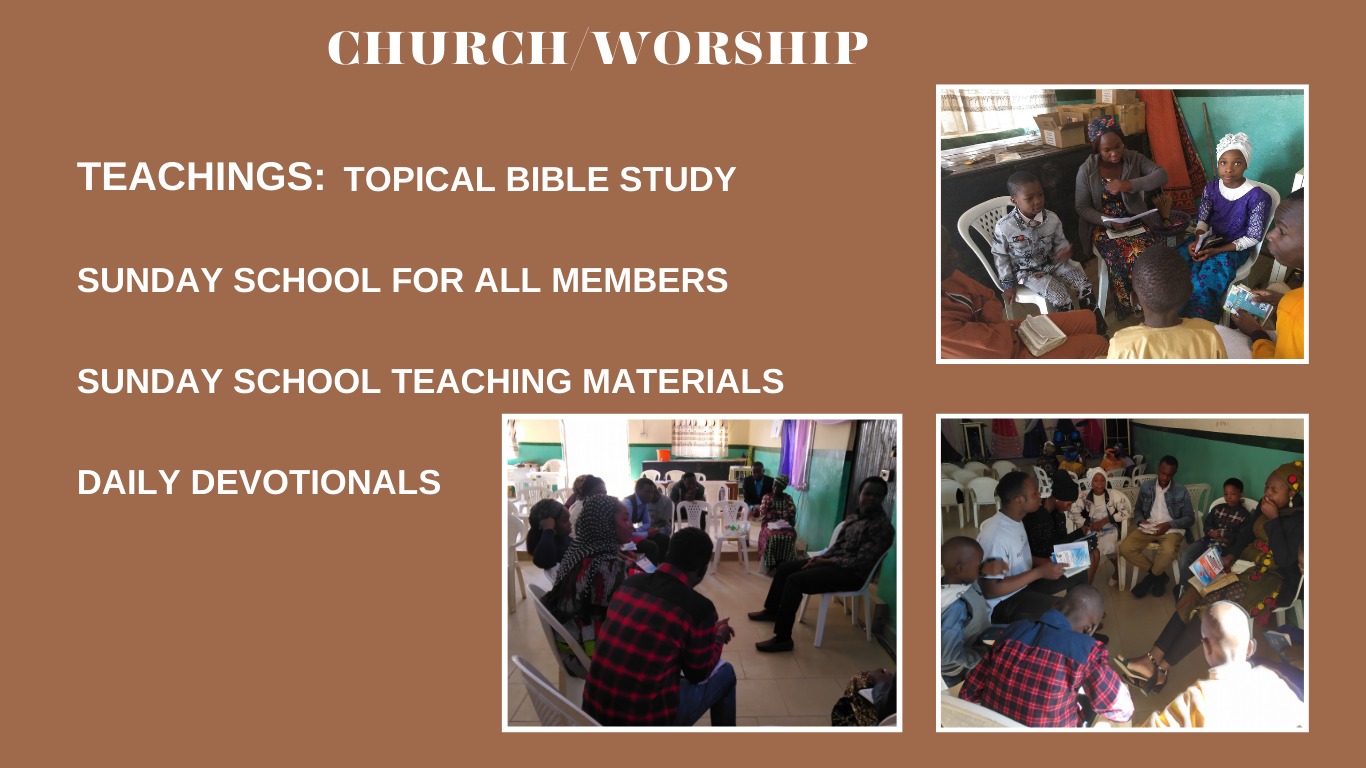 CHURCH/WORSHIP
TEACHINGS: TOPICAL BIBLE STUDY
SUNDAY SCHOOL FOR ALL MEMBERS
SUNDAY SCHOOL TEACHING MATERIALS
DAILY DEVOTIONALS